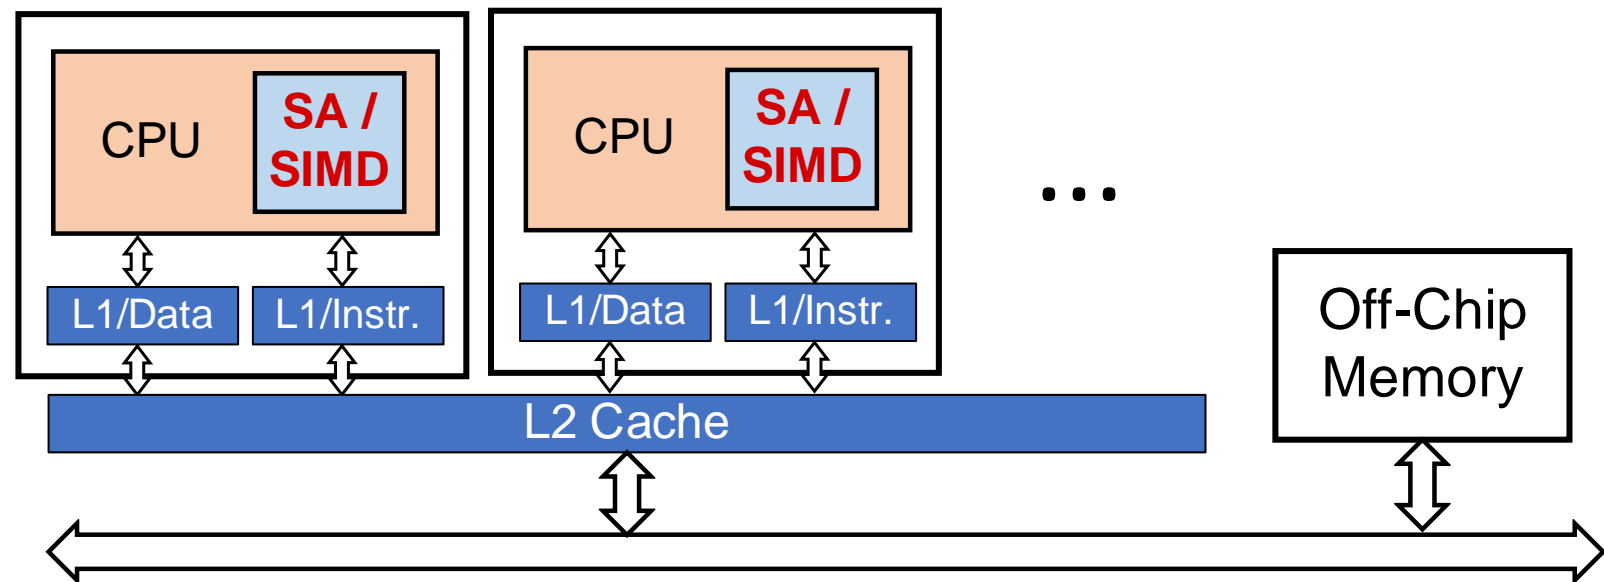 CPU
SA /
SIMD
L1/Data
L1/Instr.
CPU
SA /
SIMD
L1/Data
L1/Instr.
...
L2 Cache
Off-Chip
Memory